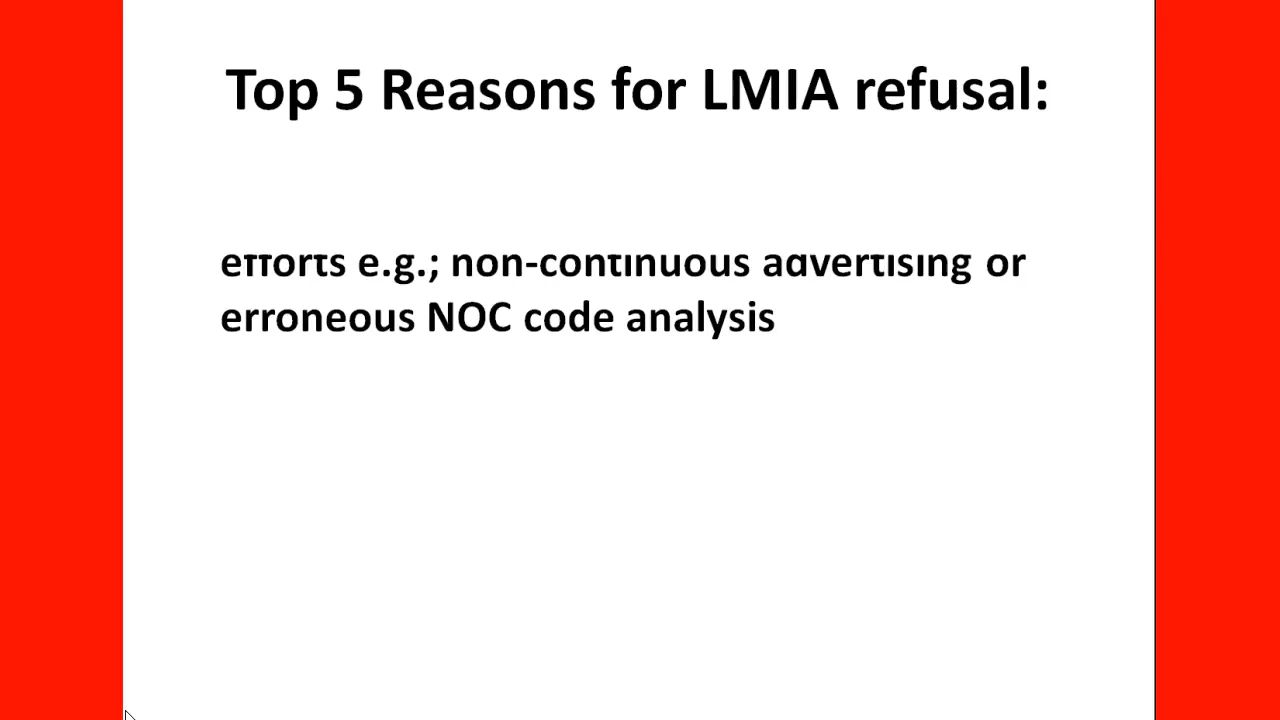 Top 5 Reasons for LMIA refusal:
efforts e.g.; non-continuous advertising or
erroneous NOC code analysis